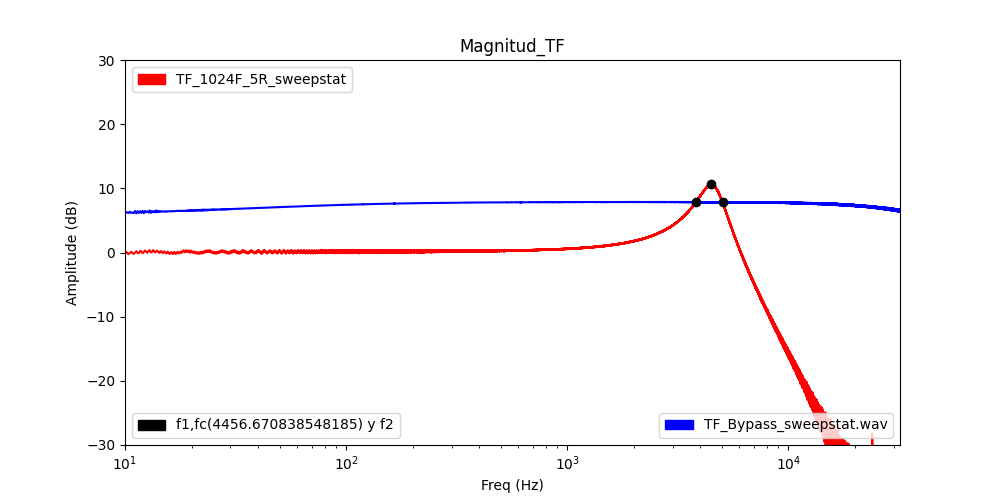 Magnitud_TF
30
20
10
0
−10
−20
−30
Amplitude (dB)
TF_1024F_5R_sweepstat
f1,fc(4456.670838548185) y f2
TF_Bypass_sweepstat.wav
10¹
10²
10³
10⁴
Freq (Hz)